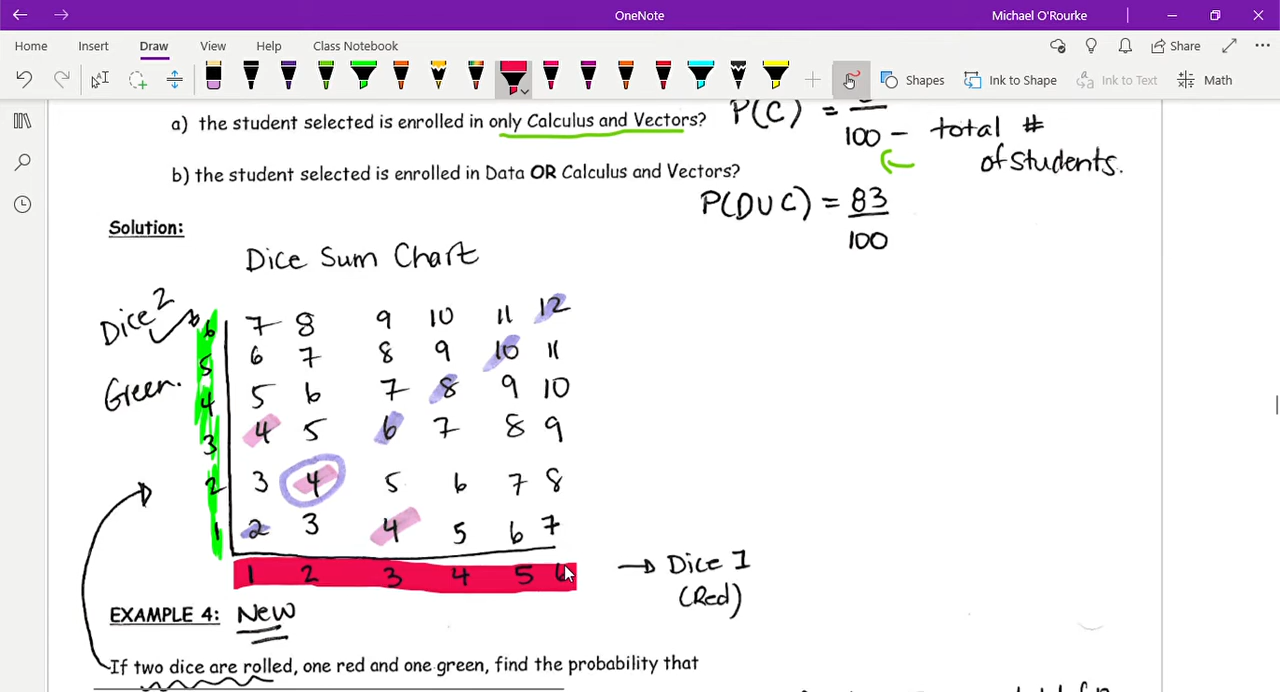 OneNote
Michael O'Rourke
Home Insert Draw View Help Class Notebook
Share
Shapes Ink to Shape Ink to Text Math
a) the student selected is enrolled in only Calculus and Vectors?
P(C) =
100 - total #
of students.
b) the student selected is enrolled in Data OR Calculus and Vectors?
P(D∪C) = 83
100
Solution:
Dice Sum Chart
Dice 2
Green.
6 7 8 9 10 11 12
5 6 7 8 9 10 11
4 5 6 7 8 9 10
3 4 5 6 7 8 9
2 3 4 5 6 7 8
1 2 3 4 5 6 7
1 2 3 4 5 6
→ Dice 1
(Red)
EXAMPLE 4: New
If two dice are rolled, one red and one green, find the probability that